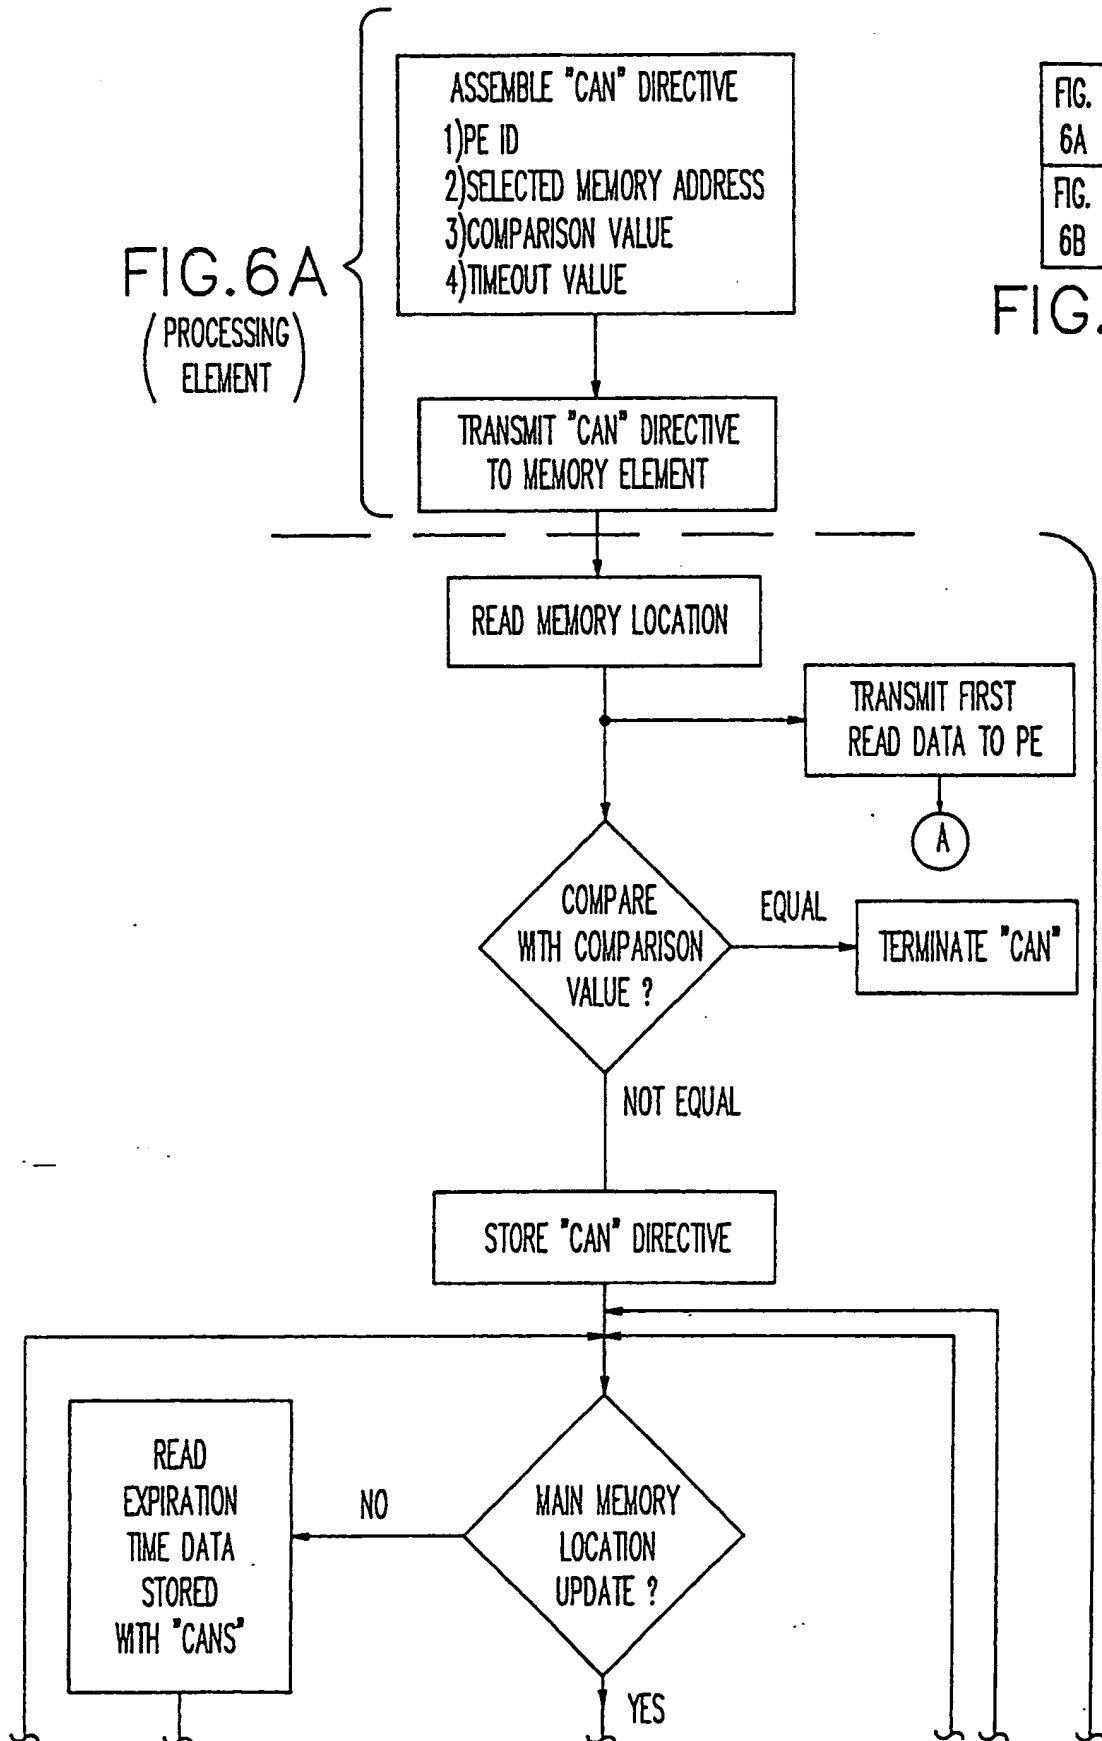 ASSEMBLE "CAN" DIRECTIVE
1)PE ID
2)SELECTED MEMORY ADDRESS
3)COMPARISON VALUE
4)TIMEOUT VALUE
FIG.
6A
FIG.
6B
FIG.
FIG.6A
(PROCESSING
ELEMENT)
TRANSMIT "CAN" DIRECTIVE
TO MEMORY ELEMENT
READ MEMORY LOCATION
TRANSMIT FIRST
READ DATA TO PE
A
COMPARE
WITH COMPARISON
VALUE ?
EQUAL
TERMINATE "CAN"
NOT EQUAL
STORE "CAN" DIRECTIVE
READ
EXPIRATION
TIME DATA
STORED
WITH "CANS"
NO
MAIN MEMORY
LOCATION
UPDATE ?
YES